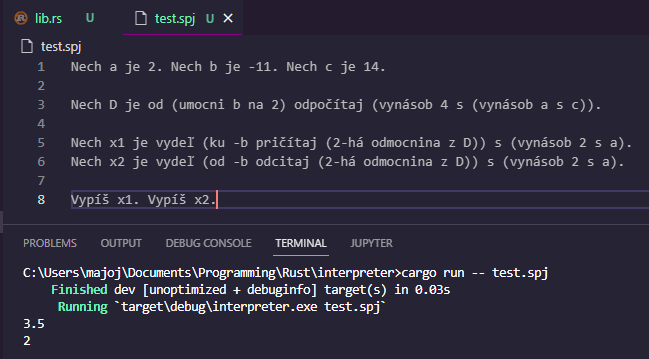 lib.rs U test.spj U ×
test.spj
1 Nech a je 2. Nech b je -11. Nech c je 14.
2
3 Nech D je od (umocni b na 2) odpočítaj (vynásob 4 s (vynásob a s c)).
4
5 Nech x1 je vydeľ (ku -b pričítaj (2-há odmocnina z D)) s (vynásob 2 s a).
6 Nech x2 je vydeľ (od -b odcitaj (2-há odmocnina z D)) s (vynásob 2 s a).
7
8 Vypíš x1. Vypíš x2.
PROBLEMS OUTPUT DEBUG CONSOLE TERMINAL JUPYTER
C:\Users\majoj\Documents\Programming\Rust\interpreter>cargo run -- test.spj
Finished dev [unoptimized + debuginfo] target(s) in 0.03s
Running `target\debug\interpreter.exe test.spj`
3.5
2